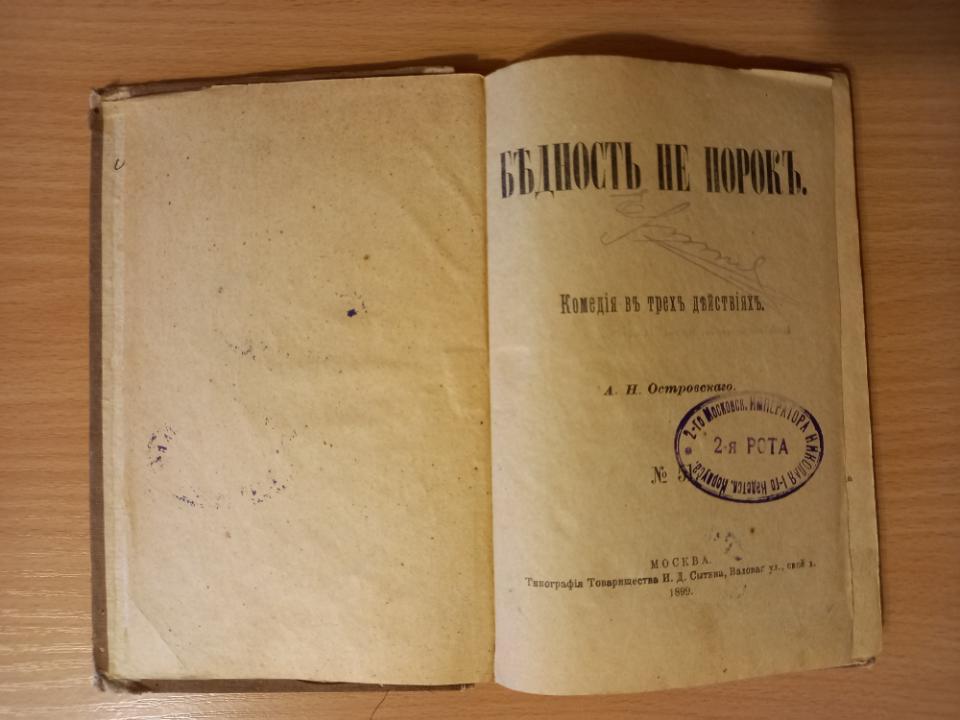 БѢДНОСТЬ НЕ ПОРОКЪ.
Комедія въ трехъ дѣйствіяхъ.
А. Н. Островскаго.
2-го Московск. ИМПЕРАТОРА НИКОЛАЯ 1-го Кадетск. Корпуса
2-я РОТА
№
МОСКВА.
Типографія Товарищества И. Д. Сытина, Валовая ул., свой д.
1899.